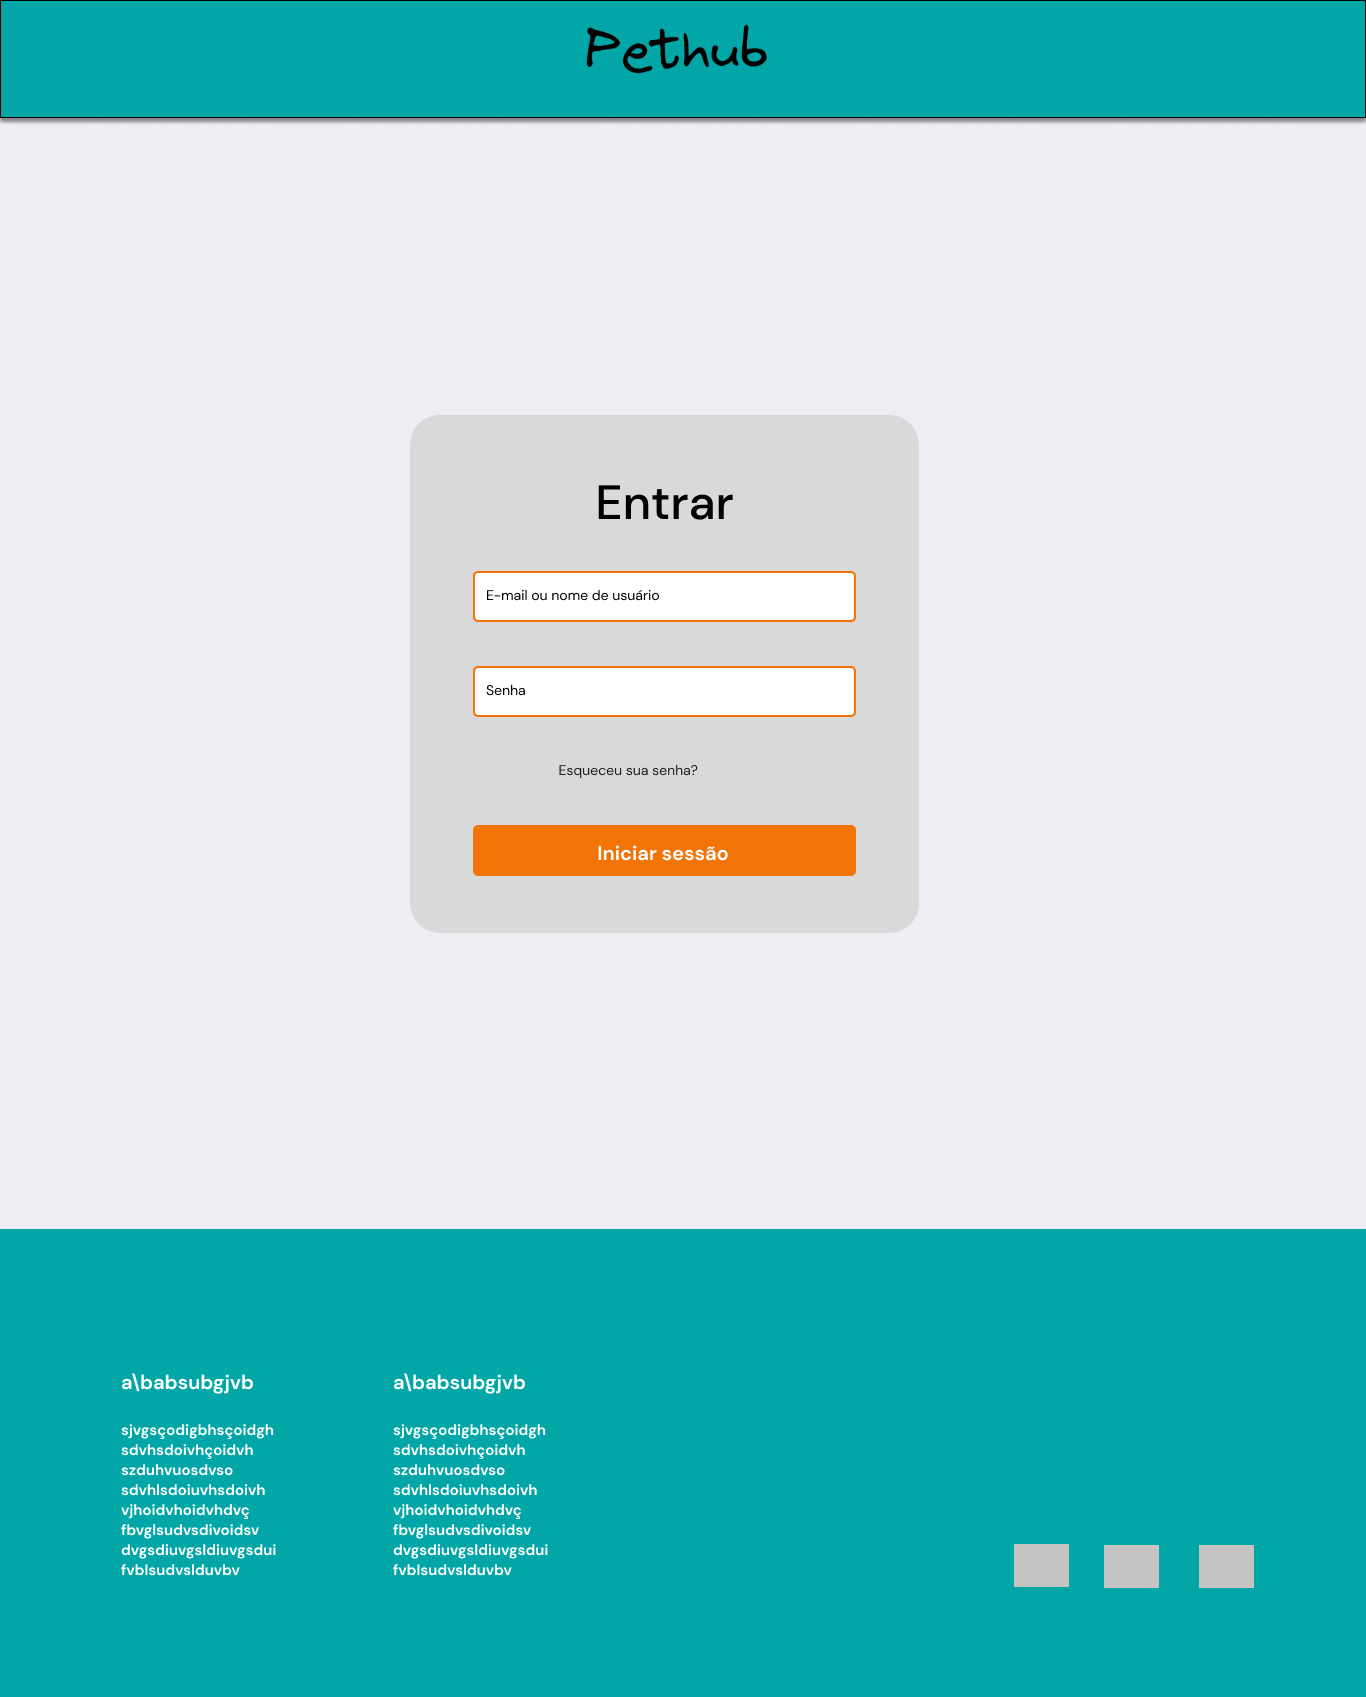 Pethub
Entrar
E-mail ou nome de usuário
Senha
Esqueceu sua senha?
Iniciar sessão
a\babsubgjvb
sjvgsçodigbhsçoidgh
sdvhsdoivhçoidvh
szduhvuosdvso
sdvhlsdoiuvhsdoivh
vjhoidvhoidvhdvç
fbvglsudvsdivoidsv
dvgsdiuvgsldiuvgsdui
fvblsudvslduvbv
a\babsubgjvb
sjvgsçodigbhsçoidgh
sdvhsdoivhçoidvh
szduhvuosdvso
sdvhlsdoiuvhsdoivh
vjhoidvhoidvhdvç
fbvglsudvsdivoidsv
dvgsdiuvgsldiuvgsdui
fvblsudvslduvbv